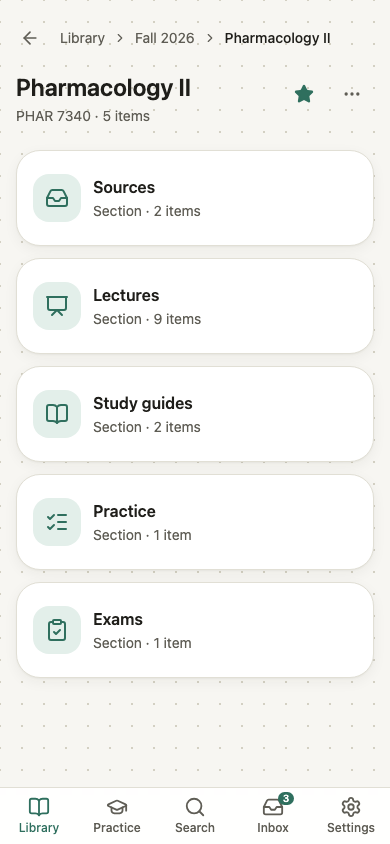 Library > Fall 2026 > Pharmacology II
Pharmacology II
PHAR 7340 · 5 items
Sources
Section · 2 items
Lectures
Section · 9 items
Study guides
Section · 2 items
Practice
Section · 1 item
Exams
Section · 1 item
3
Library Practice Search Inbox Settings